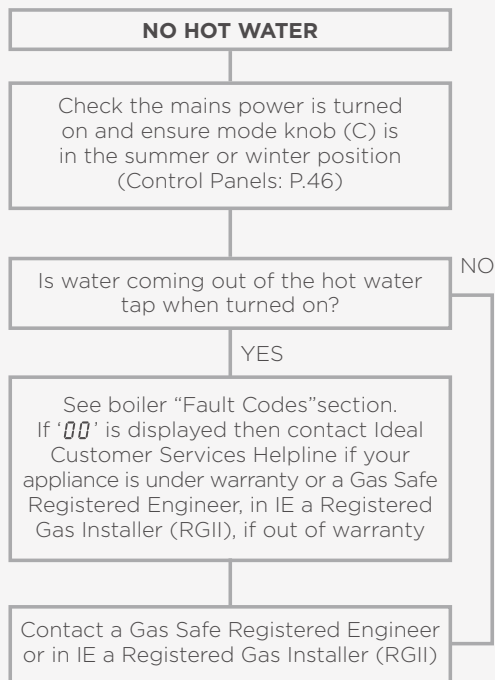 NO HOT WATER
Check the mains power is turned
on and ensure mode knob (C) is
in the summer or winter position
(Control Panels: P.46)
Is water coming out of the hot water
tap when turned on?
NO
YES
See boiler “Fault Codes”section.
If ‘00’ is displayed then contact Ideal
Customer Services Helpline if your
appliance is under warranty or a Gas Safe
Registered Engineer, in IE a Registered
Gas Installer (RGII), if out of warranty
Contact a Gas Safe Registered Engineer
or in IE a Registered Gas Installer (RGII)